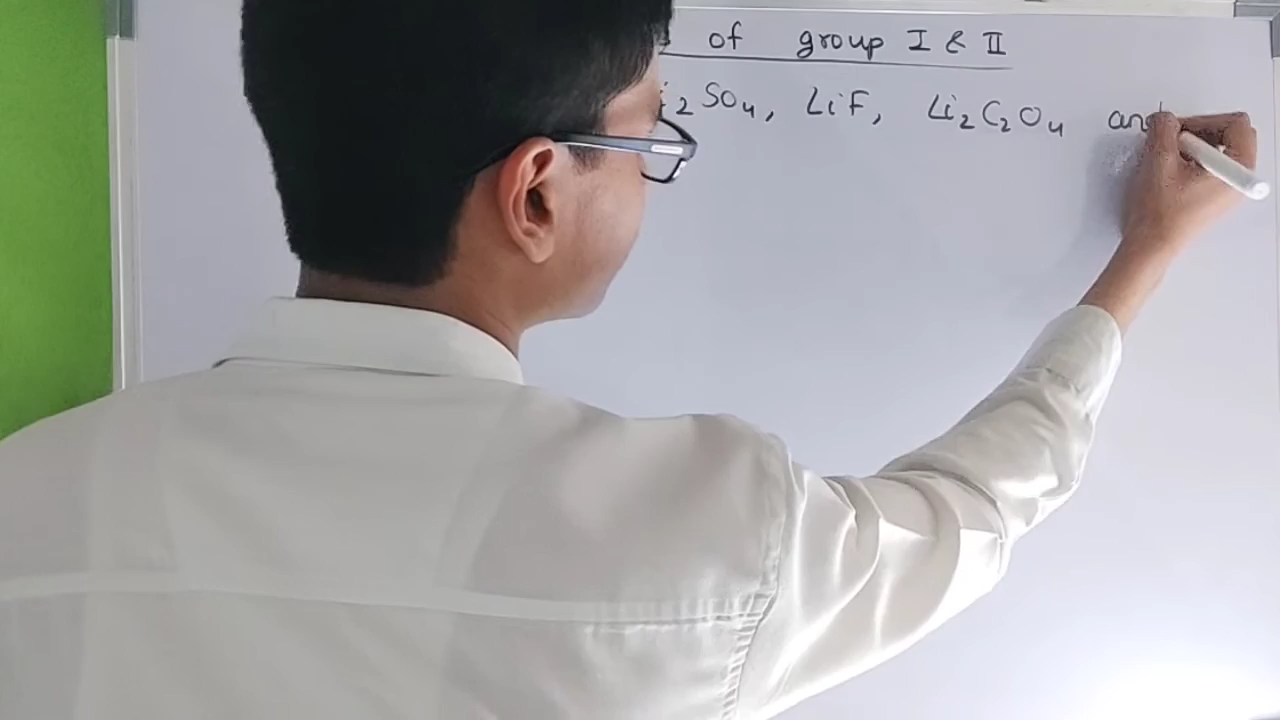 of group I & II
i₂SO₄, LiF, Li₂C₂O₄ and